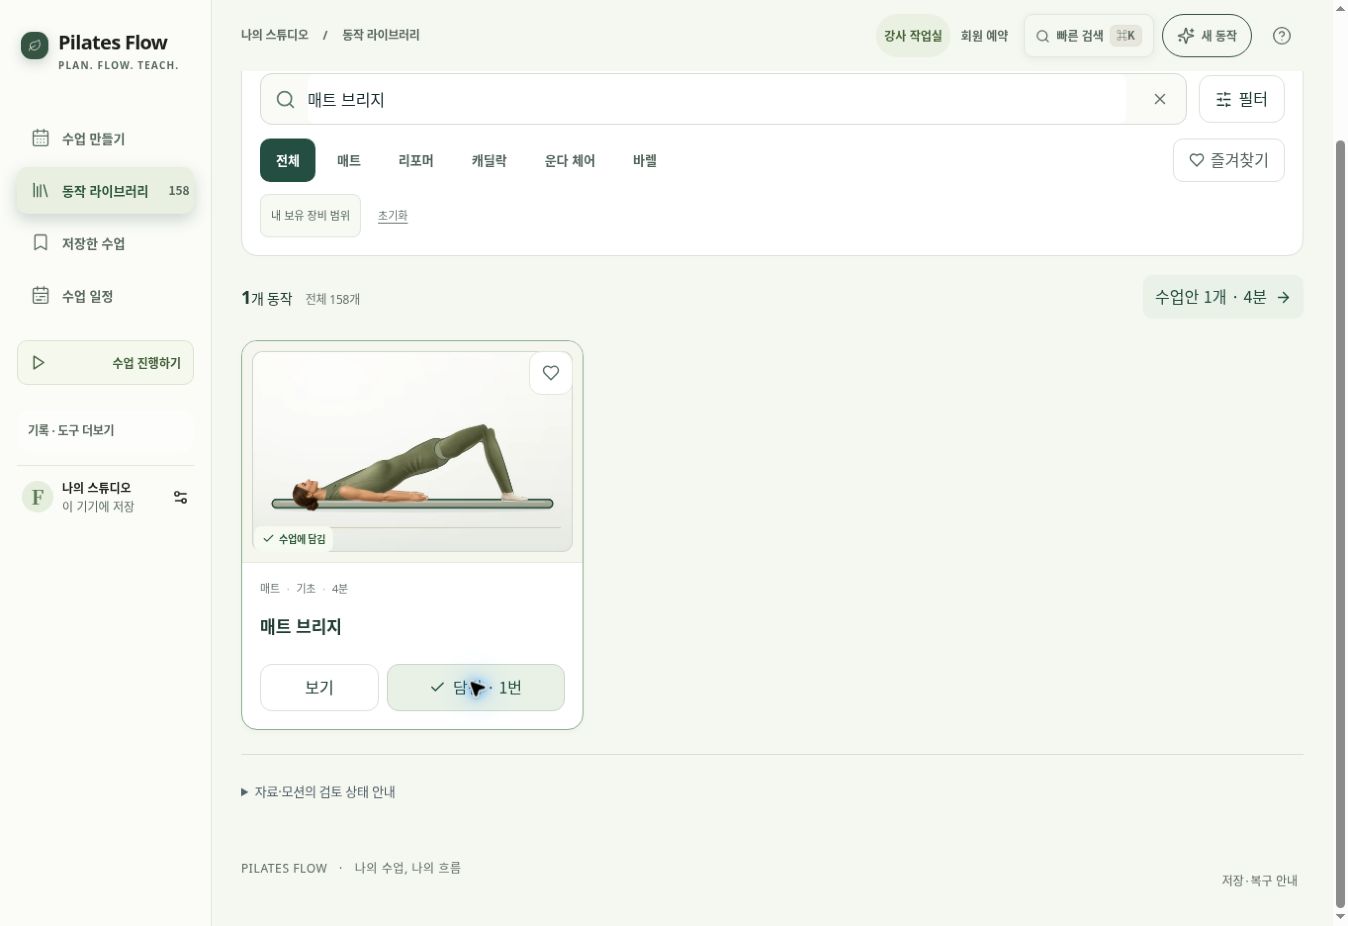 Pilates Flow
PLAN. FLOW. TEACH.
수업 만들기
동작 라이브러리 158
저장한 수업
수업 일정
수업 진행하기
기록 · 도구 더보기
F
나의 스튜디오
이 기기에 저장
나의 스튜디오 / 동작 라이브러리
강사 작업실
회원 예약
빠른 검색 ⌘K
새 동작
매트 브리지
필터
전체 매트 리포머 캐딜락 운다 체어 바렐
즐겨찾기
내 보유 장비 범위 초기화
1개 동작 전체 158개
수업안 1개 · 4분
수업에 담김
매트 · 기초 · 4분
매트 브리지
보기
· 1번
자료·모션의 검토 상태 안내
PILATES FLOW · 나의 수업, 나의 흐름
저장·복구 안내